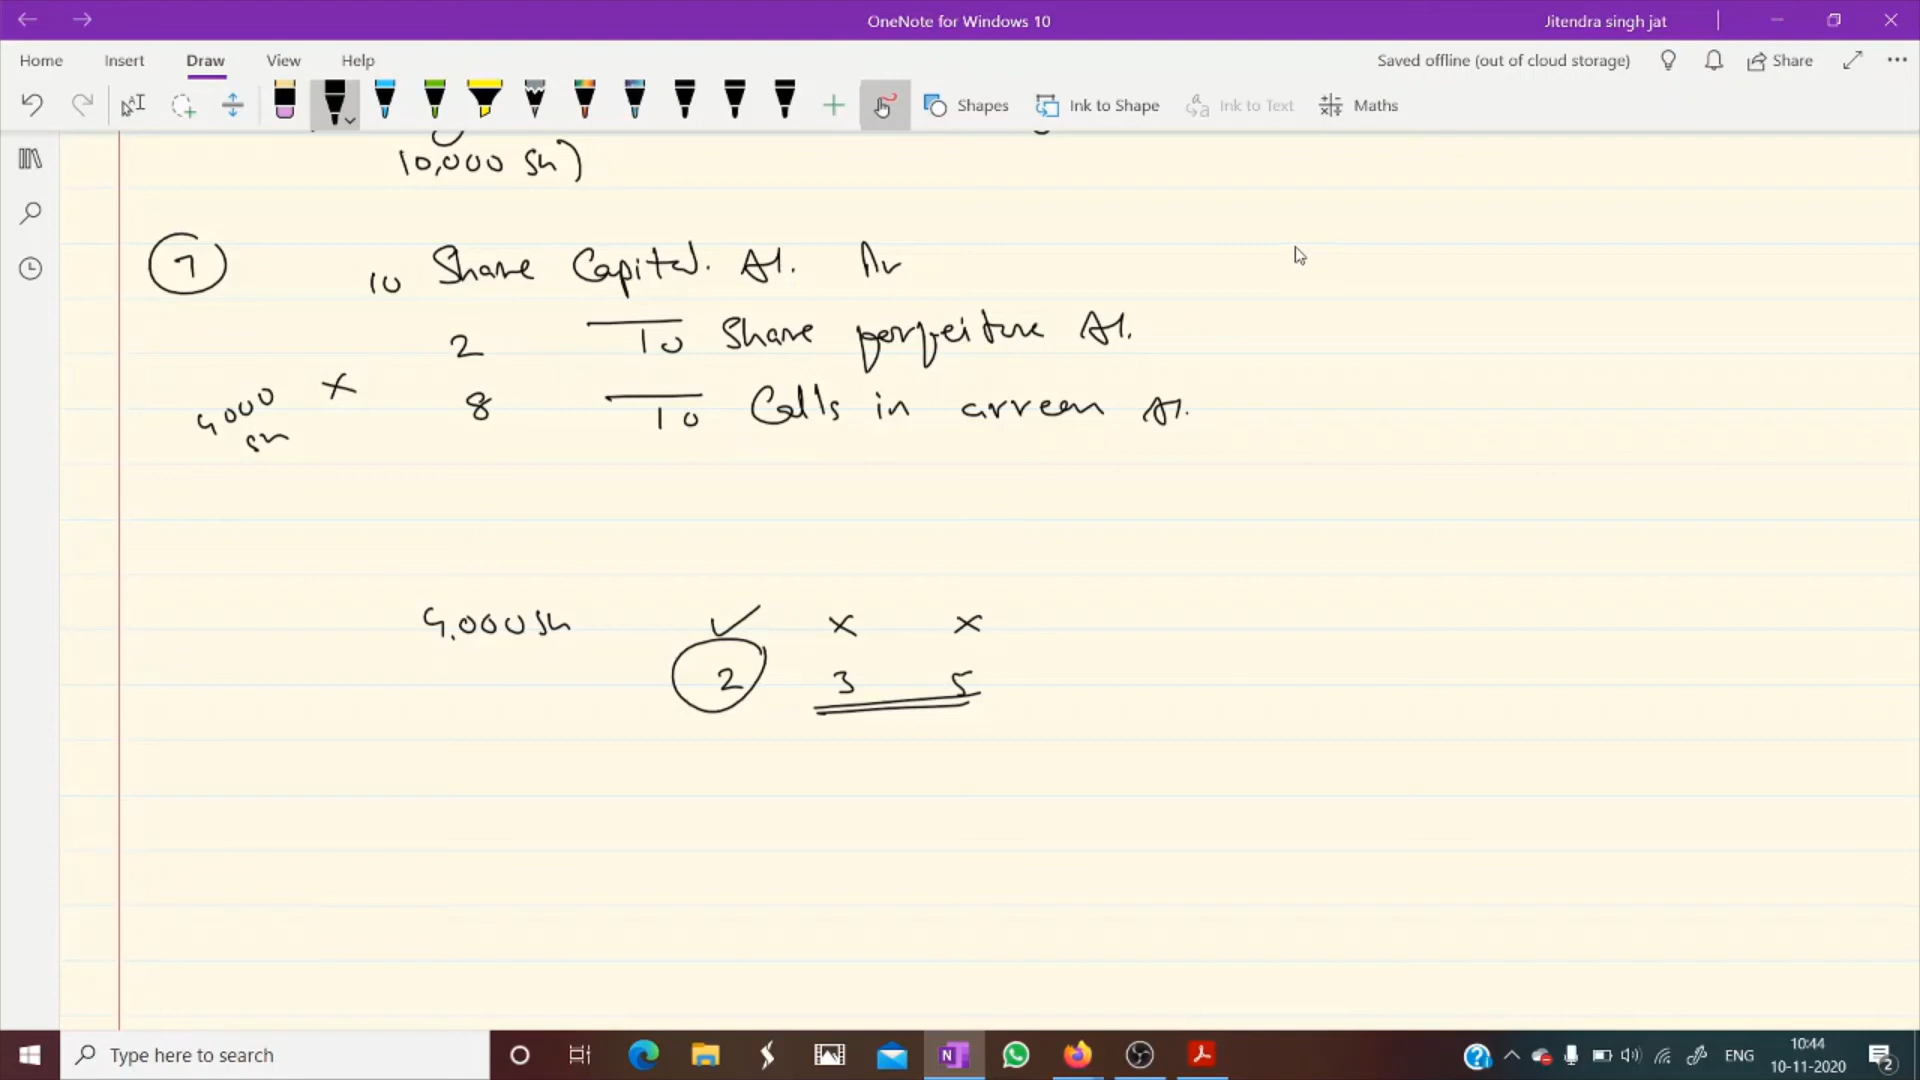 OneNote for Windows 10
Jitendra singh jat
Home Insert Draw View Help
Saved offline (out of cloud storage)
Share
Shapes
Ink to Shape
Ink to Text
Maths
10,000 Sh)
7
10 Share Capital. A/. Dr
2 To Share porfeiture A/.
4000 sh × 8 To Calls in arrear A/.
4,000 Sh ✓ × ×
2 3 5
Type here to search
ENG
10:44
10-11-2020
2